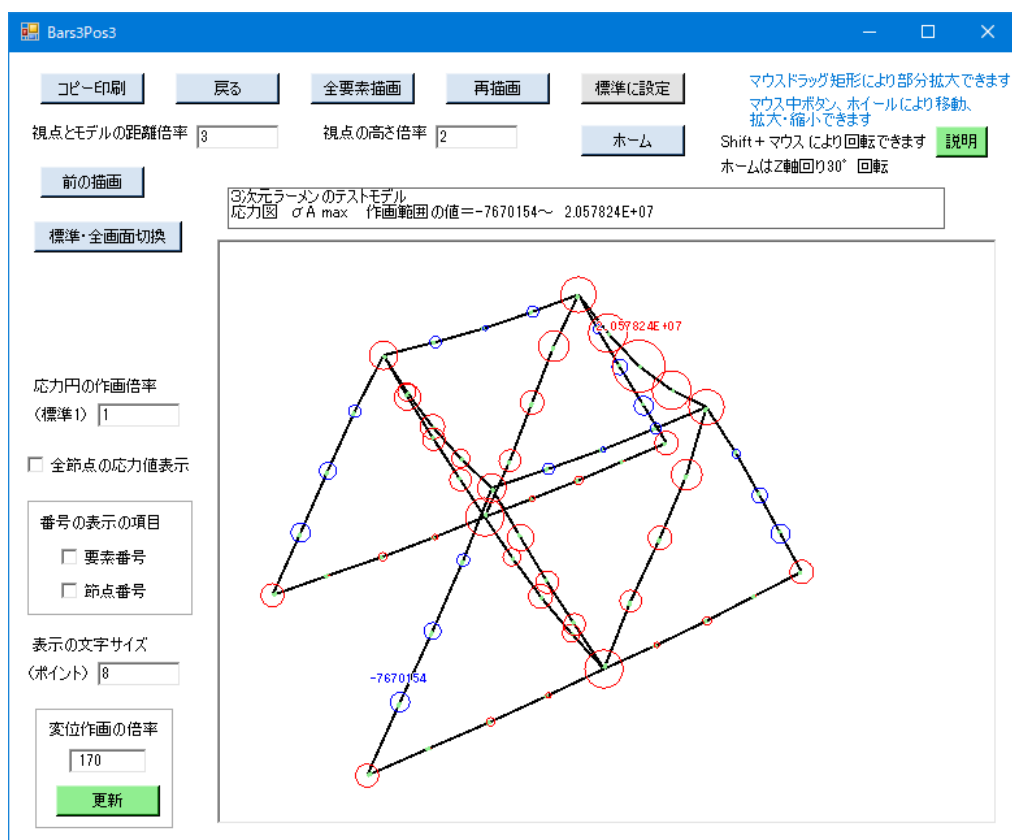 Bars3Pos3
コピー印刷
戻る
全要素描画
再描画
標準に設定
マウスドラッグ矩形により部分拡大できます
マウス中ボタン、ホイールにより移動、
拡大・縮小できます
視点とモデルの距離倍率 3
視点の高さ倍率 2
ホーム
Shift+マウスにより回転できます
説明
ホームはZ軸回り30°回転
前の描画
標準・全画面切換
3次元ラーメンのテストモデル
応力図 σA max 作画範囲の値=-7670154～ 2.057824E+07
2.057824E+07
-7670154
応力円の作画倍率
(標準1) 1
全節点の応力値表示
番号の表示の項目
要素番号
節点番号
表示の文字サイズ
(ポイント) 8
変位作画の倍率
170
更新